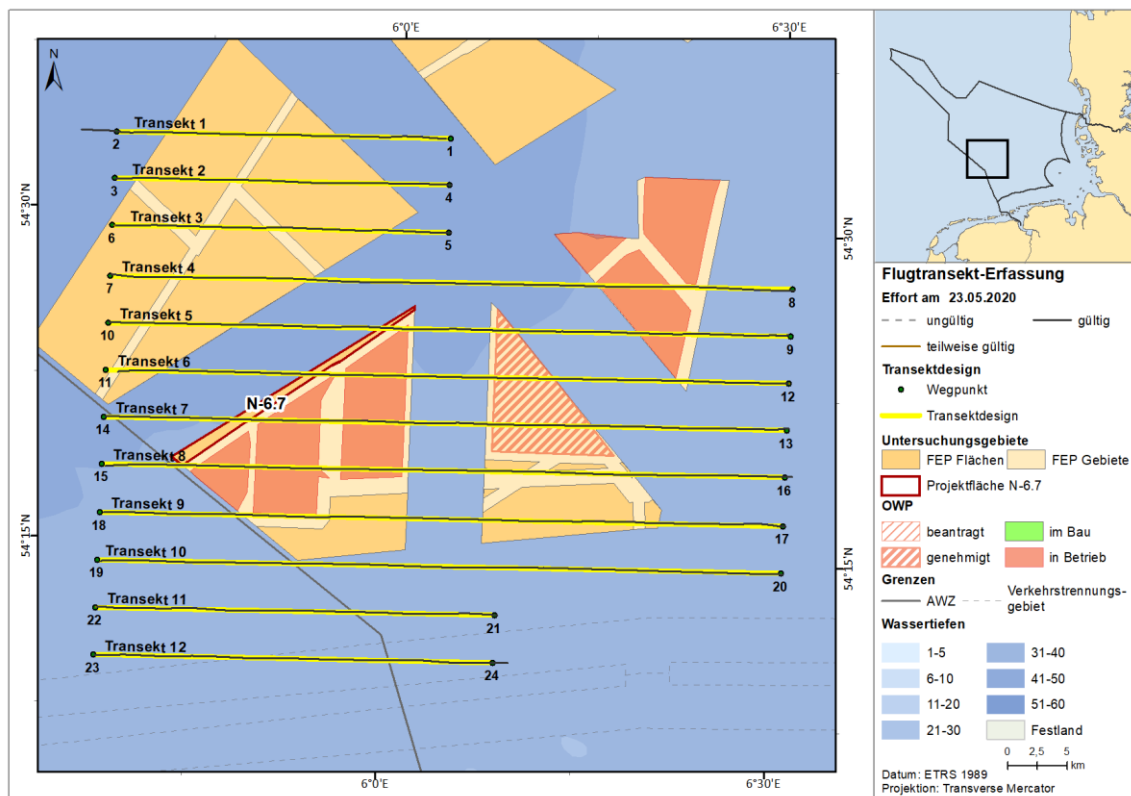 6°0'E
6°30'E
N
Transekt 1
2
1
Transekt 2
3
4
54°30'N
Transekt 3
6
5
54°30'N
Transekt 4
7
8
Transekt 5
10
9
Transekt 6
11
12
N-6.7
Transekt 7
14
13
Transekt 8
15
16
Transekt 9
18
17
54°15'N
Transekt 10
19
20
54°15'N
Transekt 11
22
21
Transekt 12
23
24
6°0'E
6°30'E
Flugtransekt-Erfassung
Effort am 23.05.2020
ungültig
gültig
teilweise gültig
Transektdesign
Wegpunkt
Transektdesign
Untersuchungsgebiete
FEP Flächen
FEP Gebiete
Projektfläche N-6.7
OWP
beantragt
im Bau
genehmigt
in Betrieb
Grenzen
AWZ
Verkehrstrennungs-
gebiet
Wassertiefen
1-5
31-40
6-10
41-50
11-20
51-60
21-30
Festland
0 2,5 5
km
Datum: ETRS 1989
Projektion: Transverse Mercator